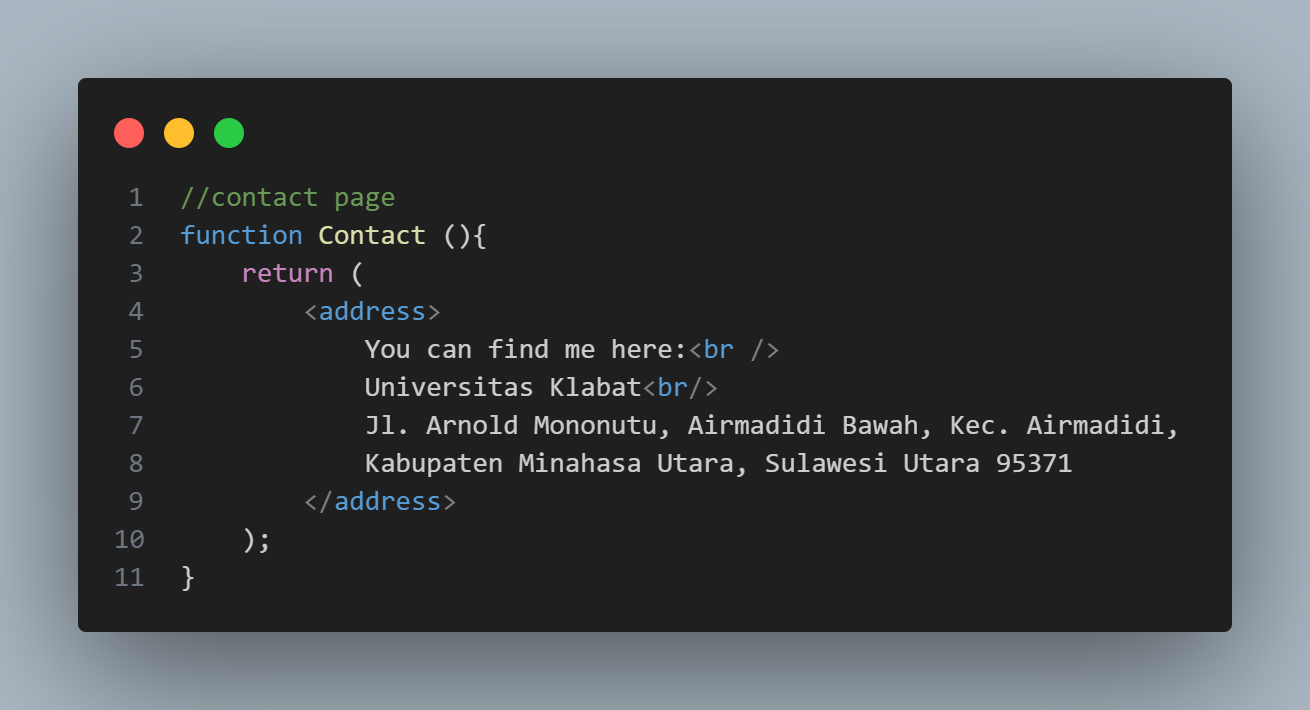 1 //contact page
2 function Contact (){
3     return (
4         <address>
5             You can find me here:<br />
6             Universitas Klabat<br/>
7             Jl. Arnold Mononutu, Airmadidi Bawah, Kec. Airmadidi,
8             Kabupaten Minahasa Utara, Sulawesi Utara 95371
9         </address>
10     );
11 }